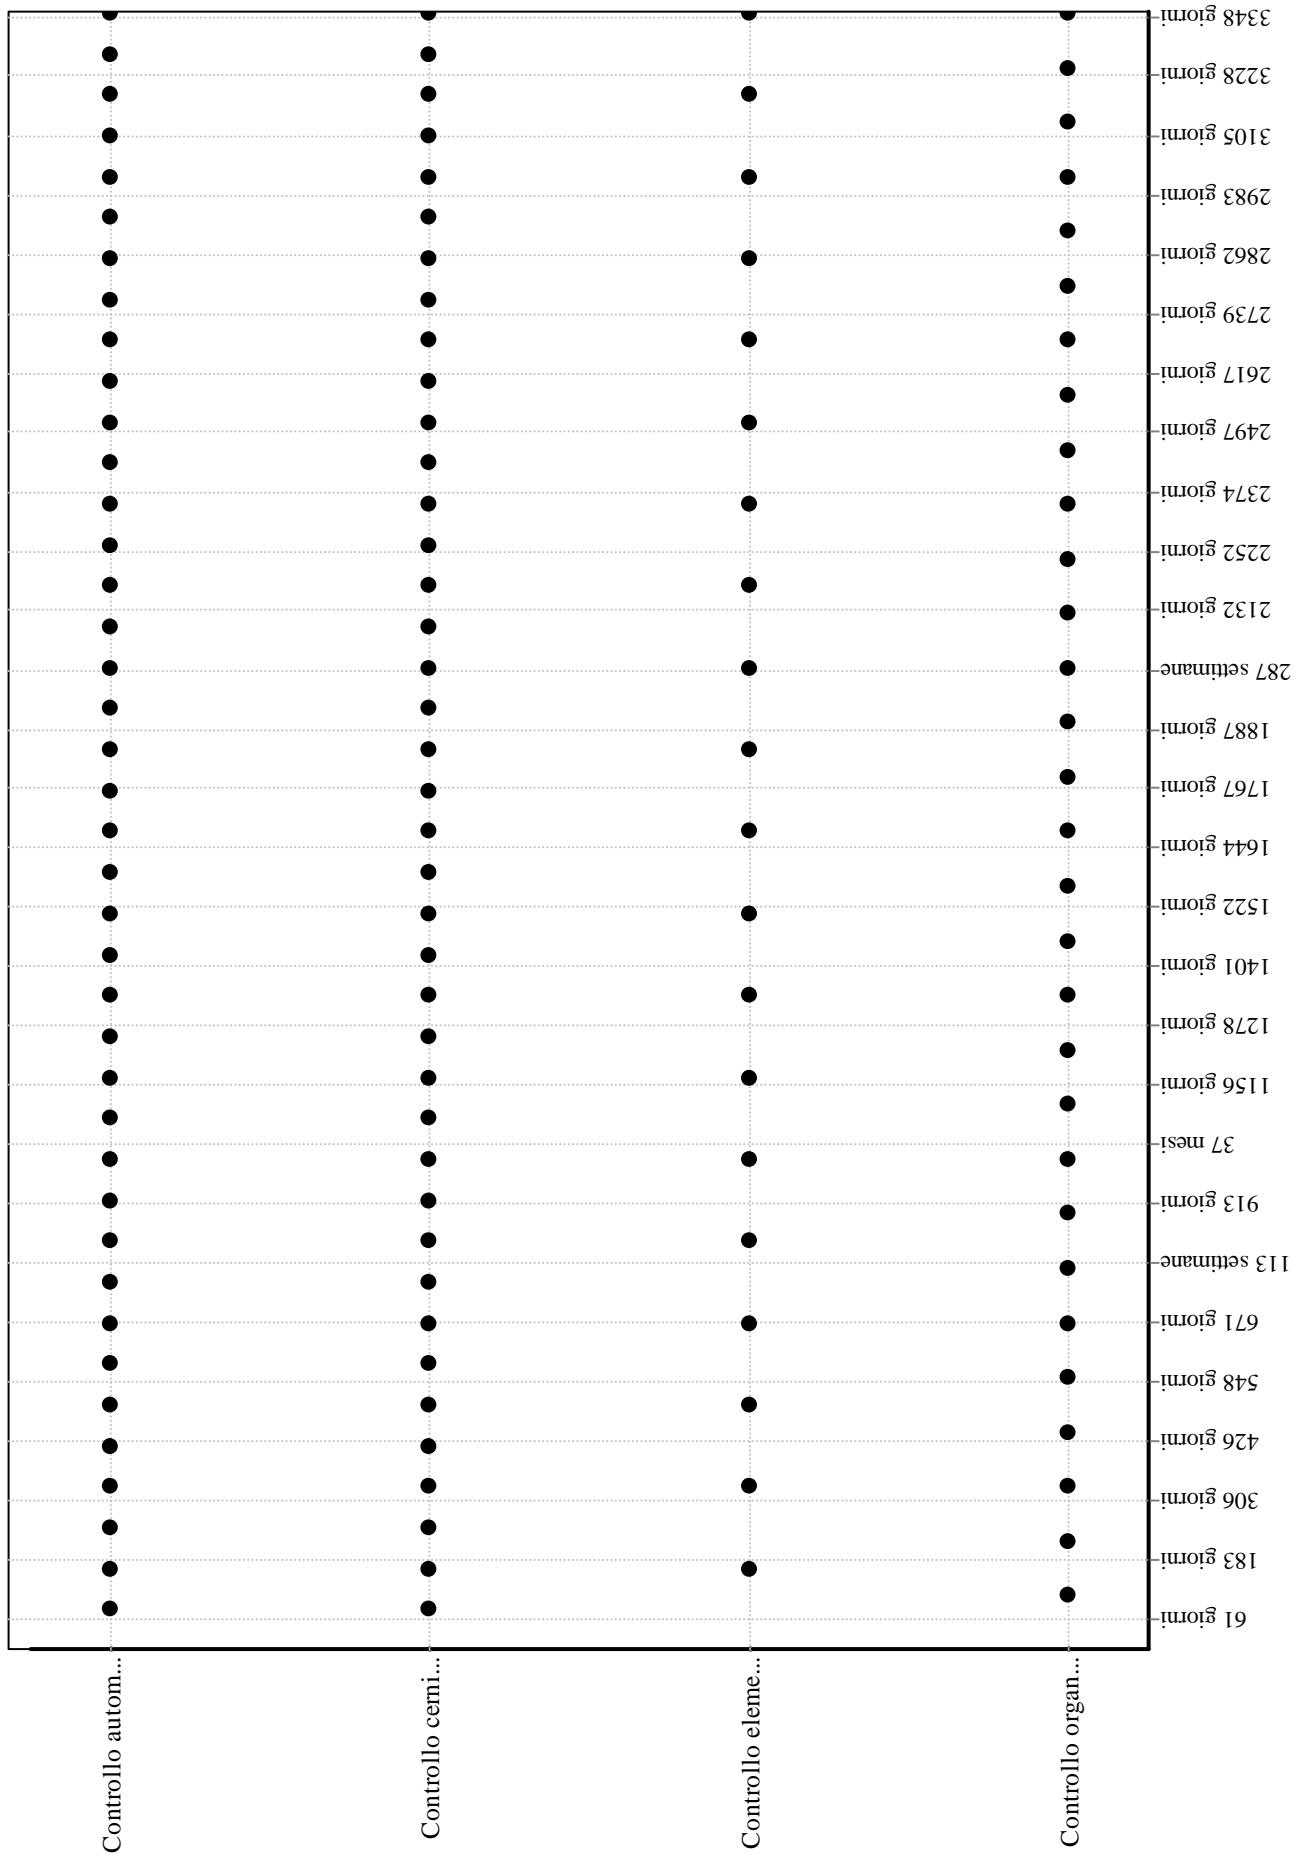 3348 giorni
3228 giorni
3105 giorni
2983 giorni
2862 giorni
2739 giorni
2617 giorni
2497 giorni
2374 giorni
2252 giorni
2132 giorni
287 settimane
1887 giorni
1767 giorni
1644 giorni
1522 giorni
1401 giorni
1278 giorni
1156 giorni
37 mesi
913 giorni
113 settimane
671 giorni
548 giorni
426 giorni
306 giorni
183 giorni
61 giorni
Controllo autom...
Controllo cerni...
Controllo eleme...
Controllo organ...